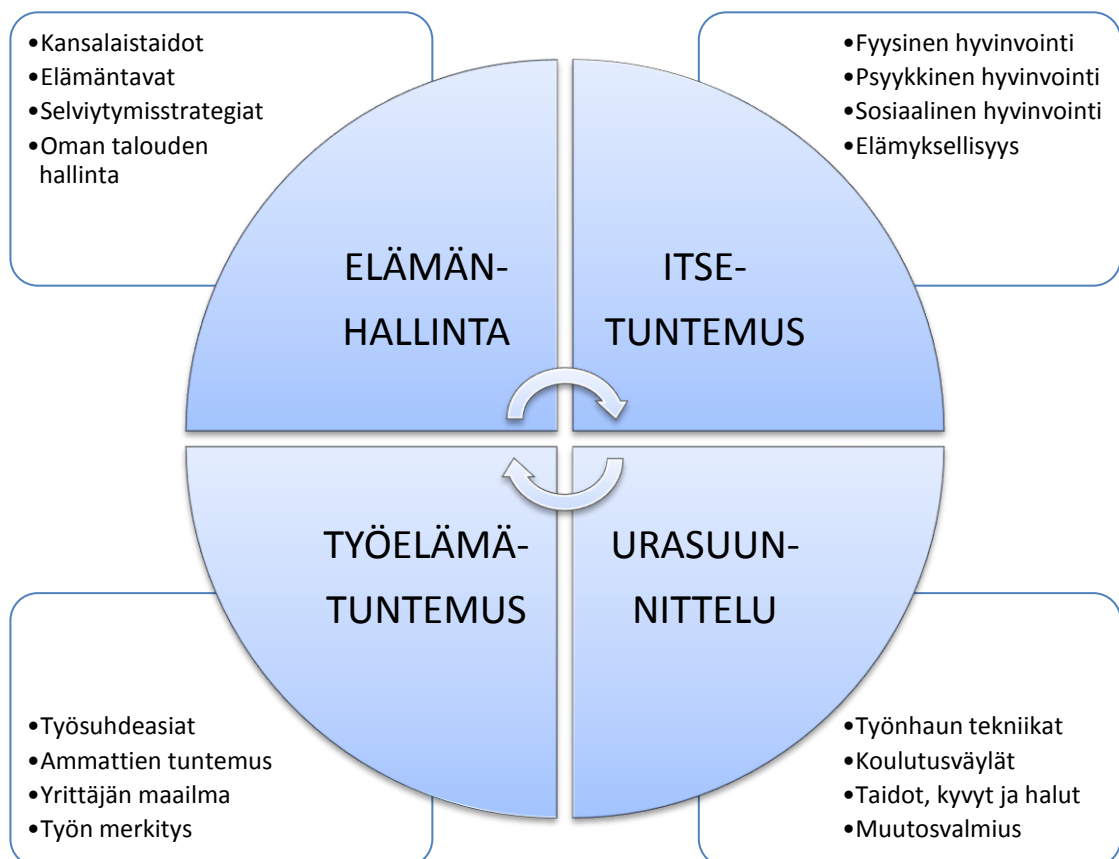 •Kansalaistaidot
•Elämäntavat
•Selviytymisstrategiat
•Oman talouden
hallinta
•Fyysinen hyvinvointi
•Psyykkinen hyvinvointi
•Sosiaalinen hyvinvointi
•Elämyksellisyys
ELÄMÄN-
HALLINTA
ITSE-
TUNTEMUS
TYÖELÄMÄ-
TUNTEMUS
URASUUN-
NITTELU
•Työsuhdeasiat
•Ammattien tuntemus
•Yrittäjän maailma
•Työn merkitys
•Työnhaun tekniikat
•Koulutusväylät
•Taidot, kyvyt ja halut
•Muutosvalmius